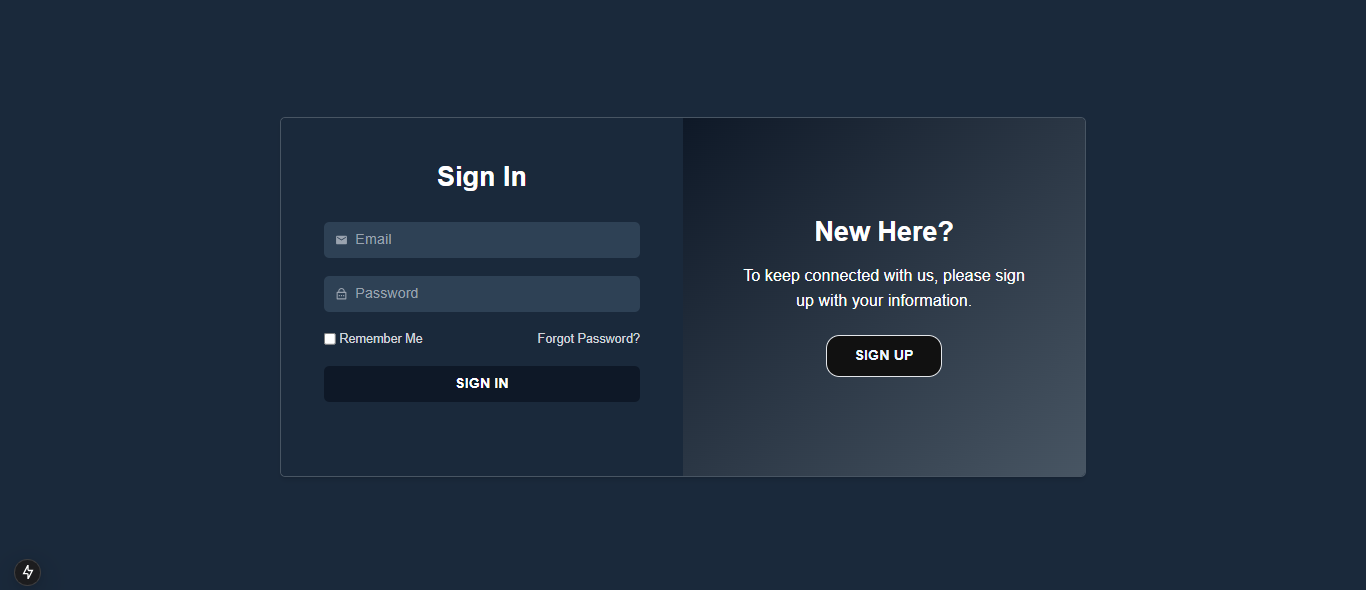 Sign In
Email
Password
Remember Me
Forgot Password?
SIGN IN
New Here?
To keep connected with us, please sign
up with your information.
SIGN UP